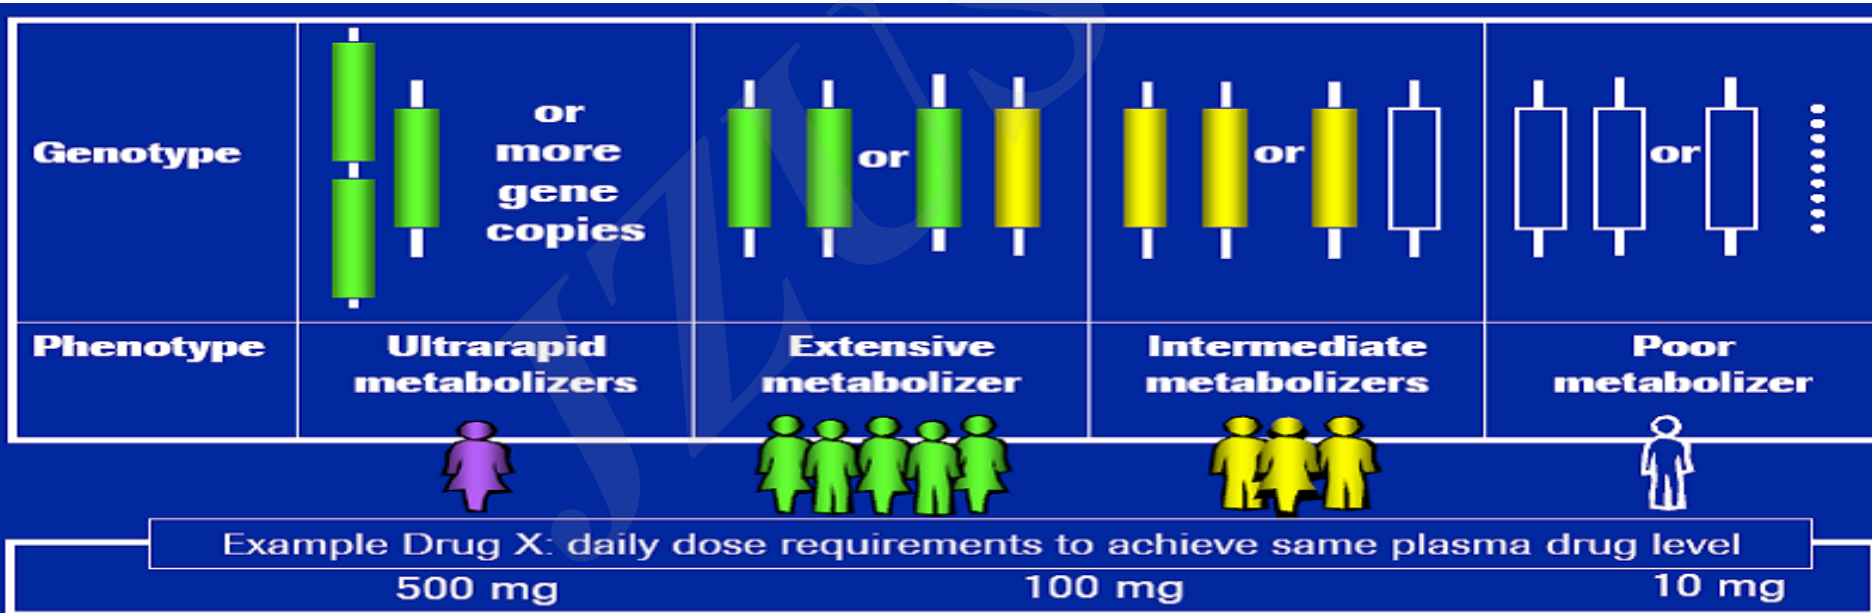 Genotype
or
more
gene
copies
or
or
or
Phenotype
Ultrarapid
metabolizers
Extensive
metabolizer
Intermediate
metabolizers
Poor
metabolizer
Example Drug X: daily dose requirements to achieve same plasma drug level
500 mg 100 mg 10 mg
JZUS